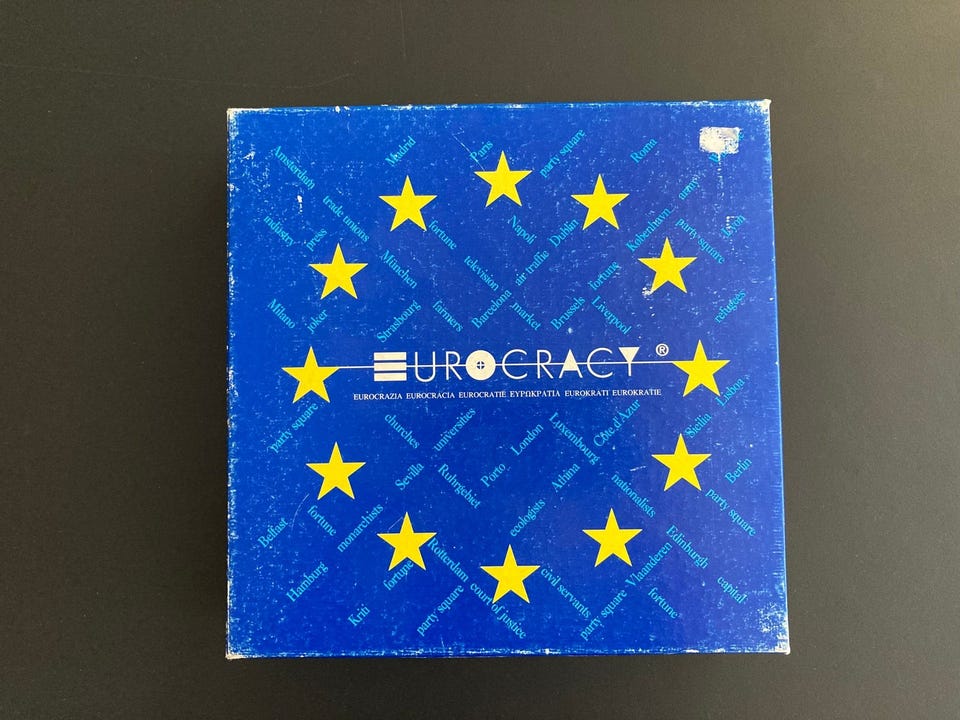 Madrid
Paris
party square
Roma
Amsterdam
army
trade unions
industry
press
fortune
Napoli
Dublin
København
party square
Lyon
München
television
air traffic
fortune
Milano
joker
Strasbourg
farmers
Barcelona
market
Brussels
Liverpool
refugees
EUROCRACY ®
EUROCRAZIA EUROCRACIA EUROCRATIE ΕΥΡΩΚΡΑΤΙΑ EUROKRATI EUROKRATIE
party square
churches
universities
London
Luxembourg
Côte d'Azur
Sicilia
Lisboa
Sevilla
Ruhrgebiet
Porto
Athina
nationalists
Berlin
party square
Belfast
fortune
monarchists
ecologists
Edinburgh
Hamburg
Kriti
fortune
Rotterdam
party square
court of justice
civil servants
party square
Vlaanderen
fortune
capital